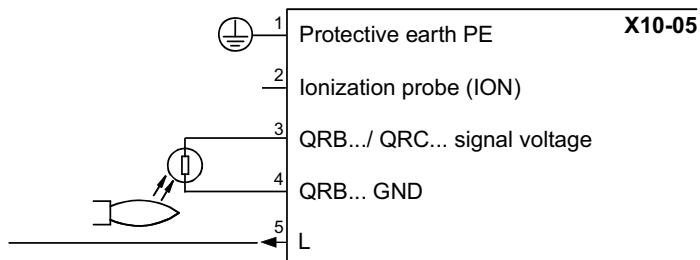 X10-05
1 Protective earth PE
2 Ionization probe (ION)
3 QRB.../ QRC... signal voltage
4 QRB... GND
5 L